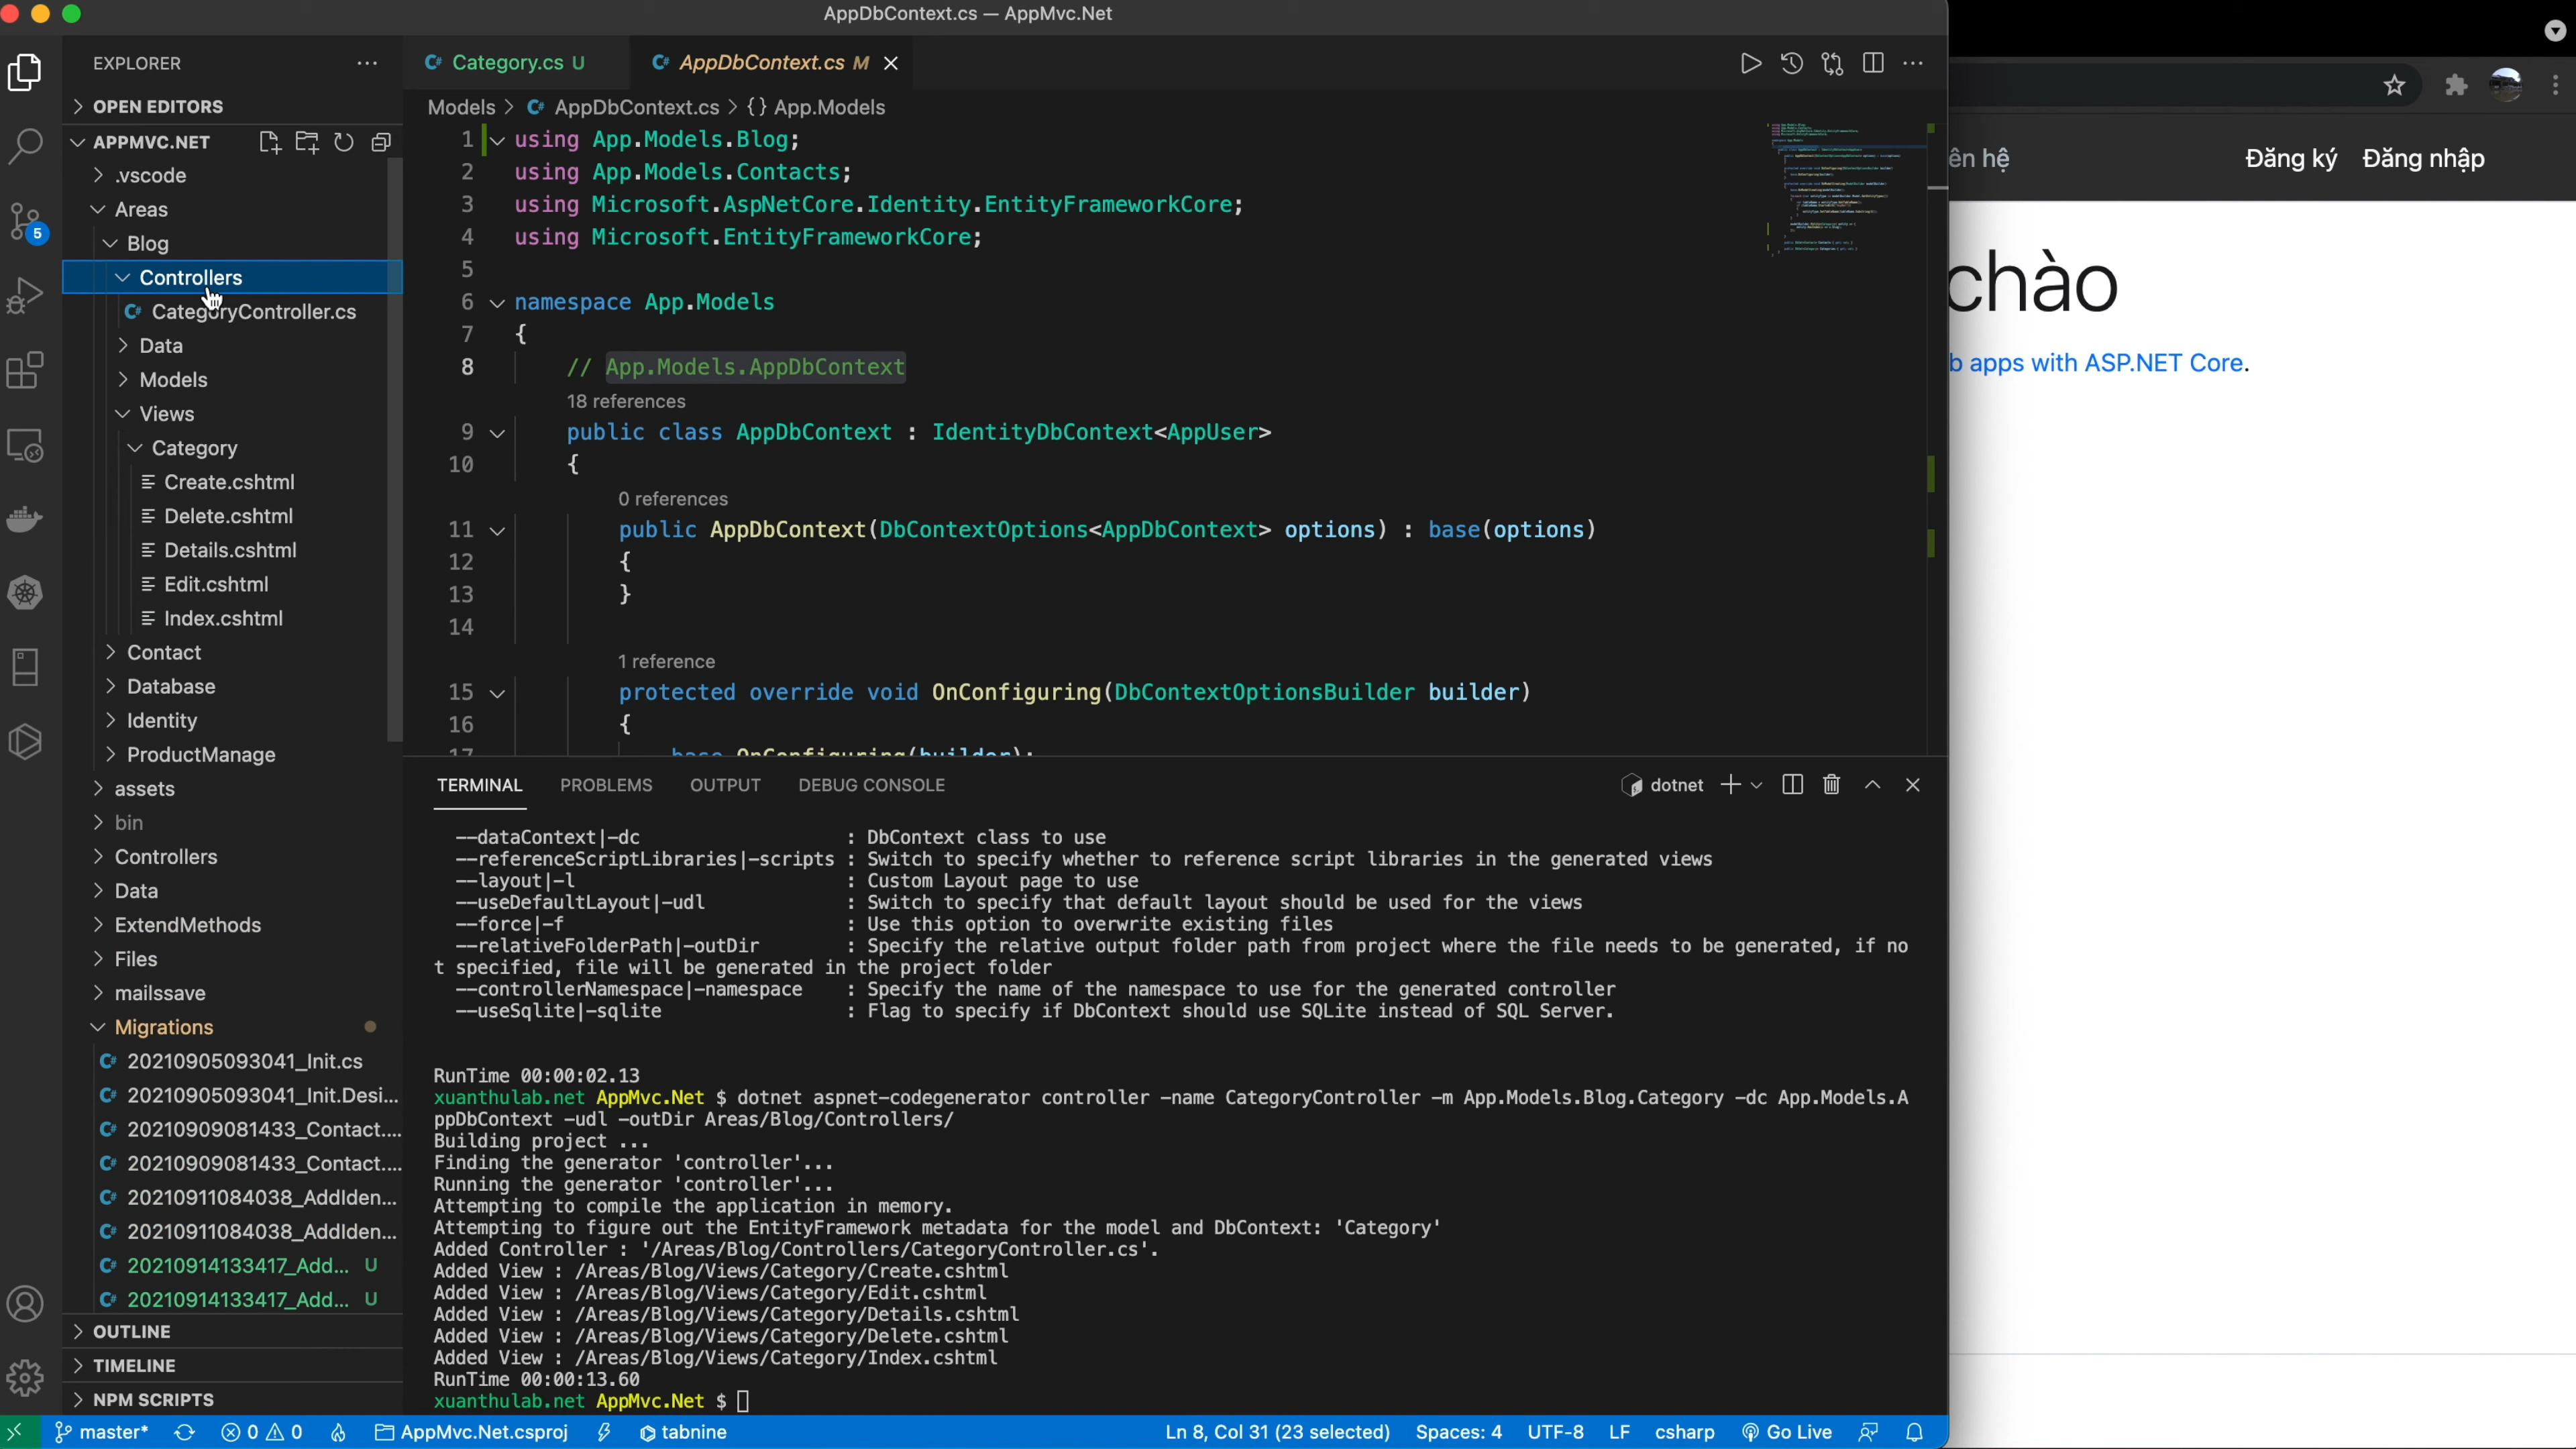 AppDbContext.cs — AppMvc.Net
EXPLORER
OPEN EDITORS
APPMVC.NET
.vscode
Areas
Blog
Controllers
CategoryController.cs
Data
Models
Views
Category
Create.cshtml
Delete.cshtml
Details.cshtml
Edit.cshtml
Index.cshtml
Contact
Database
Identity
ProductManage
assets
bin
Controllers
Data
ExtendMethods
Files
mailssave
Migrations
20210905093041_Init.cs
20210905093041_Init.Desi...
20210909081433_Contact....
20210909081433_Contact....
20210911084038_AddIden...
20210911084038_AddIden...
20210914133417_Add... U
20210914133417_Add... U
OUTLINE
TIMELINE
NPM SCRIPTS
5
Category.cs U
AppDbContext.cs M
Models > AppDbContext.cs > {} App.Models
1 using App.Models.Blog;
2 using App.Models.Contacts;
3 using Microsoft.AspNetCore.Identity.EntityFrameworkCore;
4 using Microsoft.EntityFrameworkCore;
5
6 namespace App.Models
7 {
8 // App.Models.AppDbContext
18 references
9 public class AppDbContext : IdentityDbContext<AppUser>
10 {
0 references
11 public AppDbContext(DbContextOptions<AppDbContext> options) : base(options)
12 {
13 }
14
1 reference
15 protected override void OnConfiguring(DbContextOptionsBuilder builder)
16 {
17 base.OnConfiguring(builder);
TERMINAL PROBLEMS OUTPUT DEBUG CONSOLE
dotnet
--dataContext|-dc : DbContext class to use
--referenceScriptLibraries|-scripts : Switch to specify whether to reference script libraries in the generated views
--layout|-l : Custom Layout page to use
--useDefaultLayout|-udl : Switch to specify that default layout should be used for the views
--force|-f : Use this option to overwrite existing files
--relativeFolderPath|-outDir : Specify the relative output folder path from project where the file needs to be generated, if no
t specified, file will be generated in the project folder
--controllerNamespace|-namespace : Specify the name of the namespace to use for the generated controller
--useSqlite|-sqlite : Flag to specify if DbContext should use SQLite instead of SQL Server.
RunTime 00:00:02.13
xuanthulab.net AppMvc.Net $ dotnet aspnet-codegenerator controller -name CategoryController -m App.Models.Blog.Category -dc App.Models.A
ppDbContext -udl -outDir Areas/Blog/Controllers/
Building project ...
Finding the generator 'controller'...
Running the generator 'controller'...
Attempting to compile the application in memory.
Attempting to figure out the EntityFramework metadata for the model and DbContext: 'Category'
Added Controller : '/Areas/Blog/Controllers/CategoryController.cs'.
Added View : /Areas/Blog/Views/Category/Create.cshtml
Added View : /Areas/Blog/Views/Category/Edit.cshtml
Added View : /Areas/Blog/Views/Category/Details.cshtml
Added View : /Areas/Blog/Views/Category/Delete.cshtml
Added View : /Areas/Blog/Views/Category/Index.cshtml
RunTime 00:00:13.60
xuanthulab.net AppMvc.Net $
master* 0 0 AppMvc.Net.csproj tabnine
Ln 8, Col 31 (23 selected) Spaces: 4 UTF-8 LF csharp Go Live
ên hệ Đăng ký Đăng nhập
chào
b apps with ASP.NET Core.